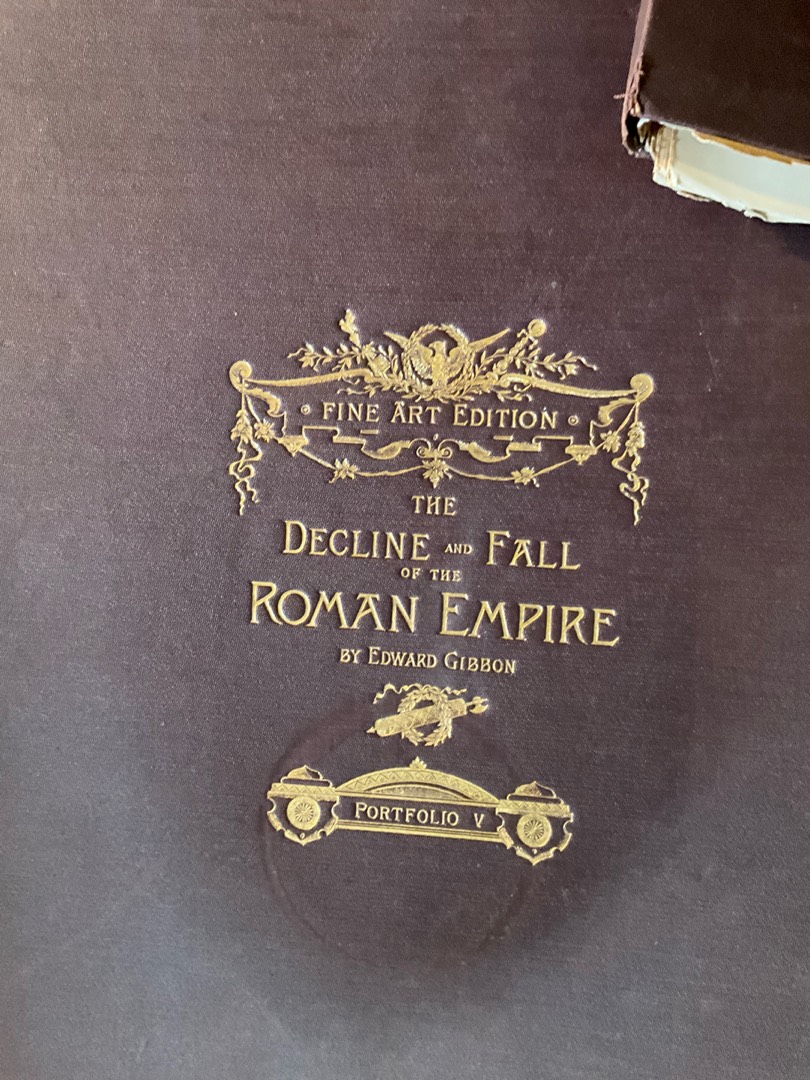 FINE ART EDITION
THE
DECLINE AND FALL
OF THE
ROMAN EMPIRE
BY EDWARD GIBBON
PORTFOLIO V